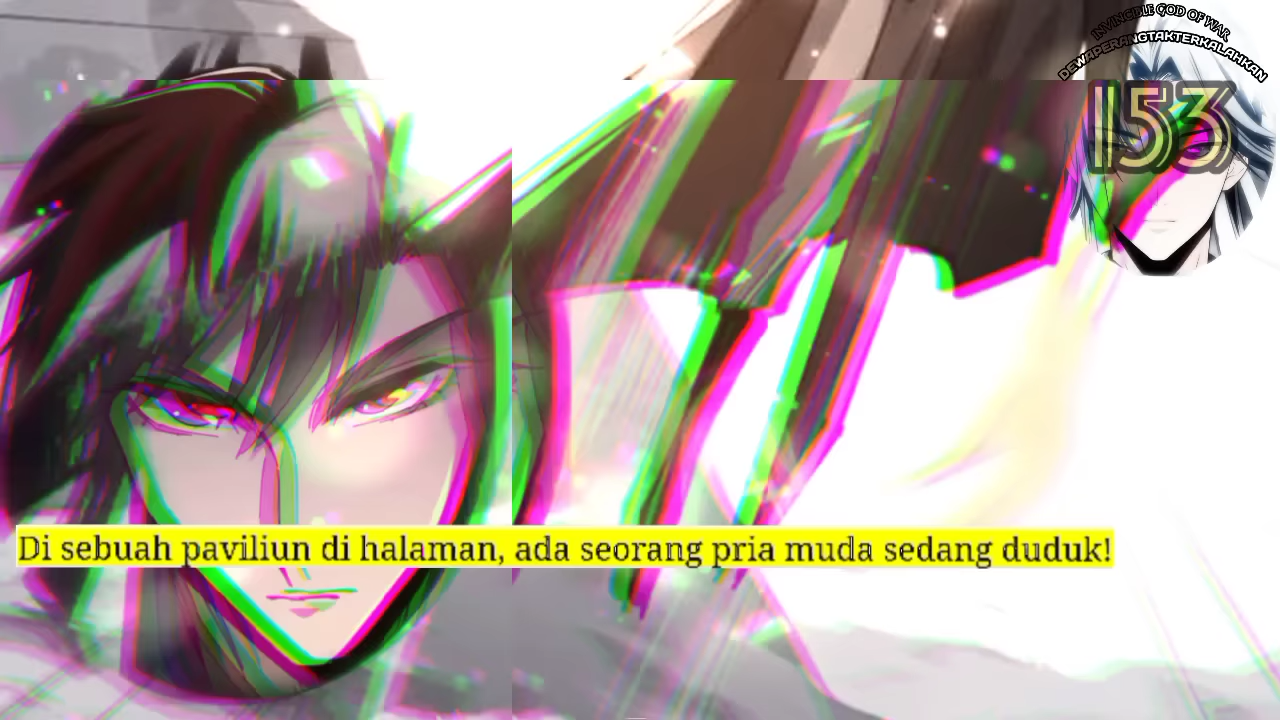 INVINCIBLE GOD OF WAR
DEWAPERANGTAKTERKALAHKAN
153
Di sebuah paviliun di halaman, ada seorang pria muda sedang duduk!